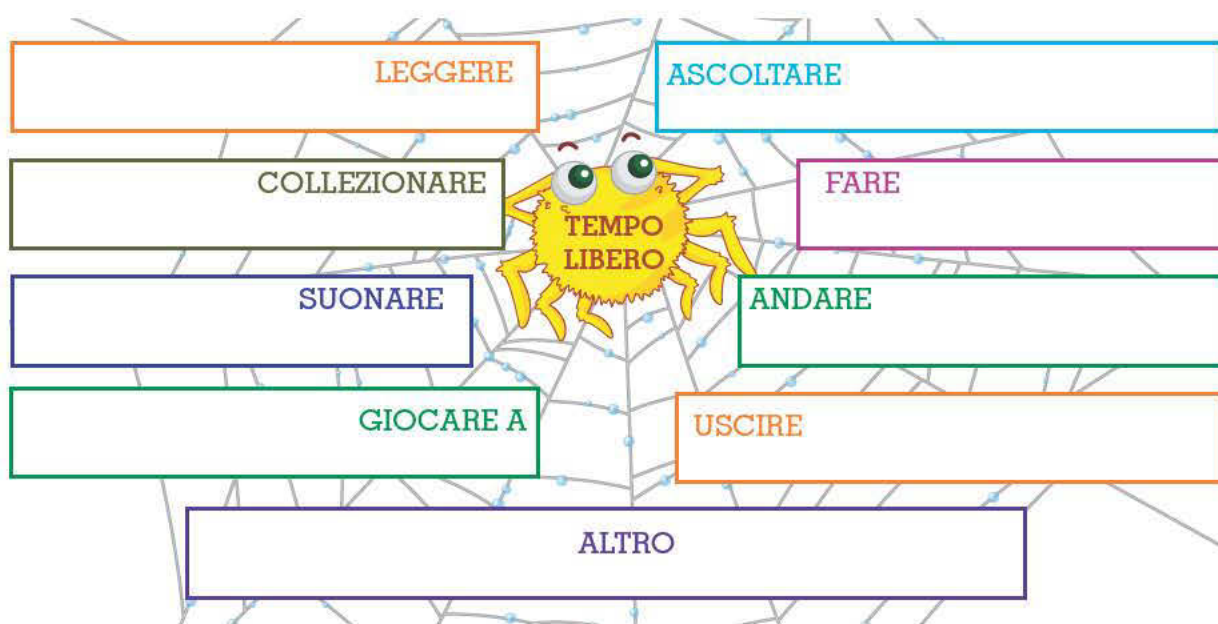 LEGGERE
ASCOLTARE
COLLEZIONARE
FARE
TEMPO
LIBERO
SUONARE
ANDARE
GIOCARE A
USCIRE
ALTRO